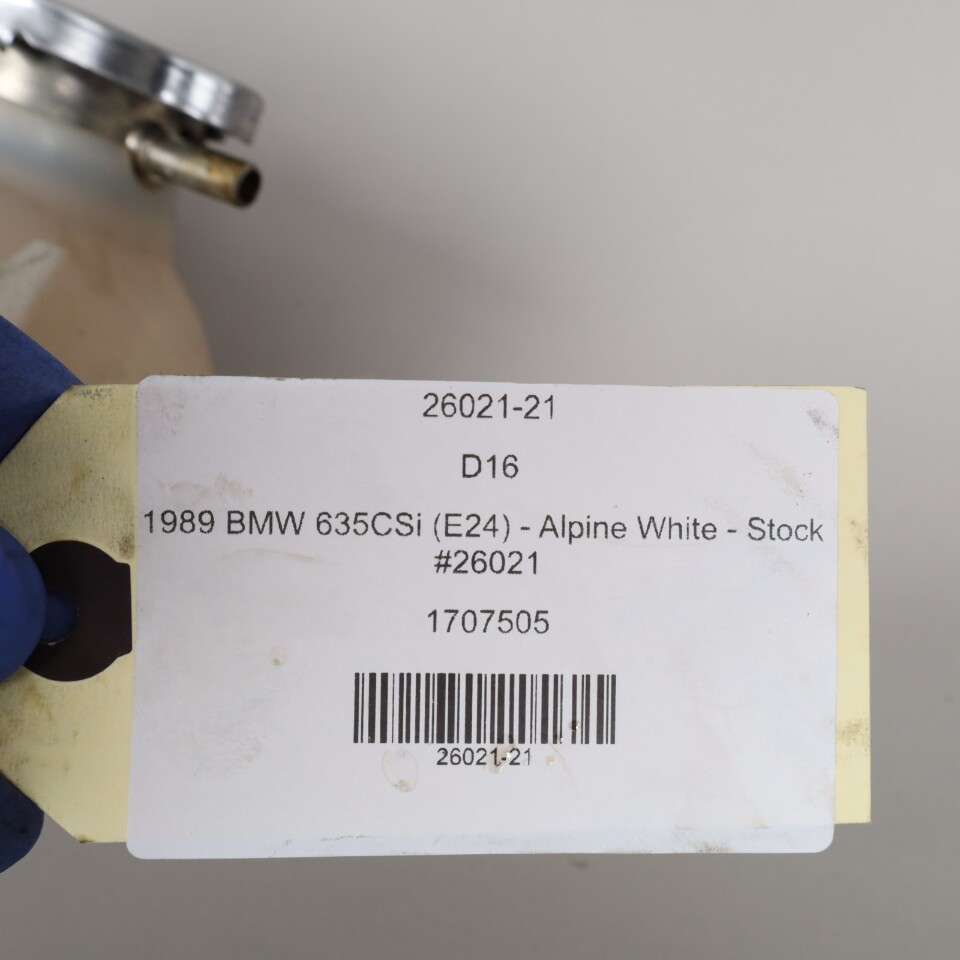 26021-21
D16
1989 BMW 635CSi (E24) - Alpine White - Stock
#26021
1707505
26021-21